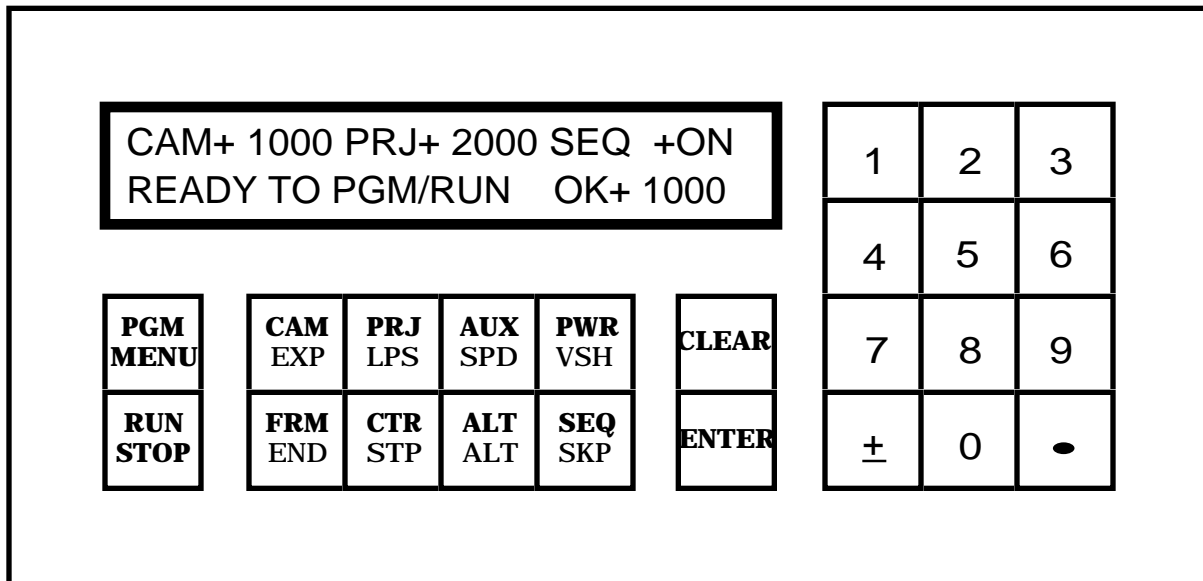 CAM+ 1000 PRJ+ 2000 SEQ +ON
READY TO PGM/RUN OK+ 1000
1 2 3
4 5 6
7 8 9
± 0 •
PGM MENU
CAM EXP
PRJ LPS
AUX SPD
PWR VSH
CLEAR
RUN STOP
FRM END
CTR STP
ALT ALT
SEQ SKP
ENTER